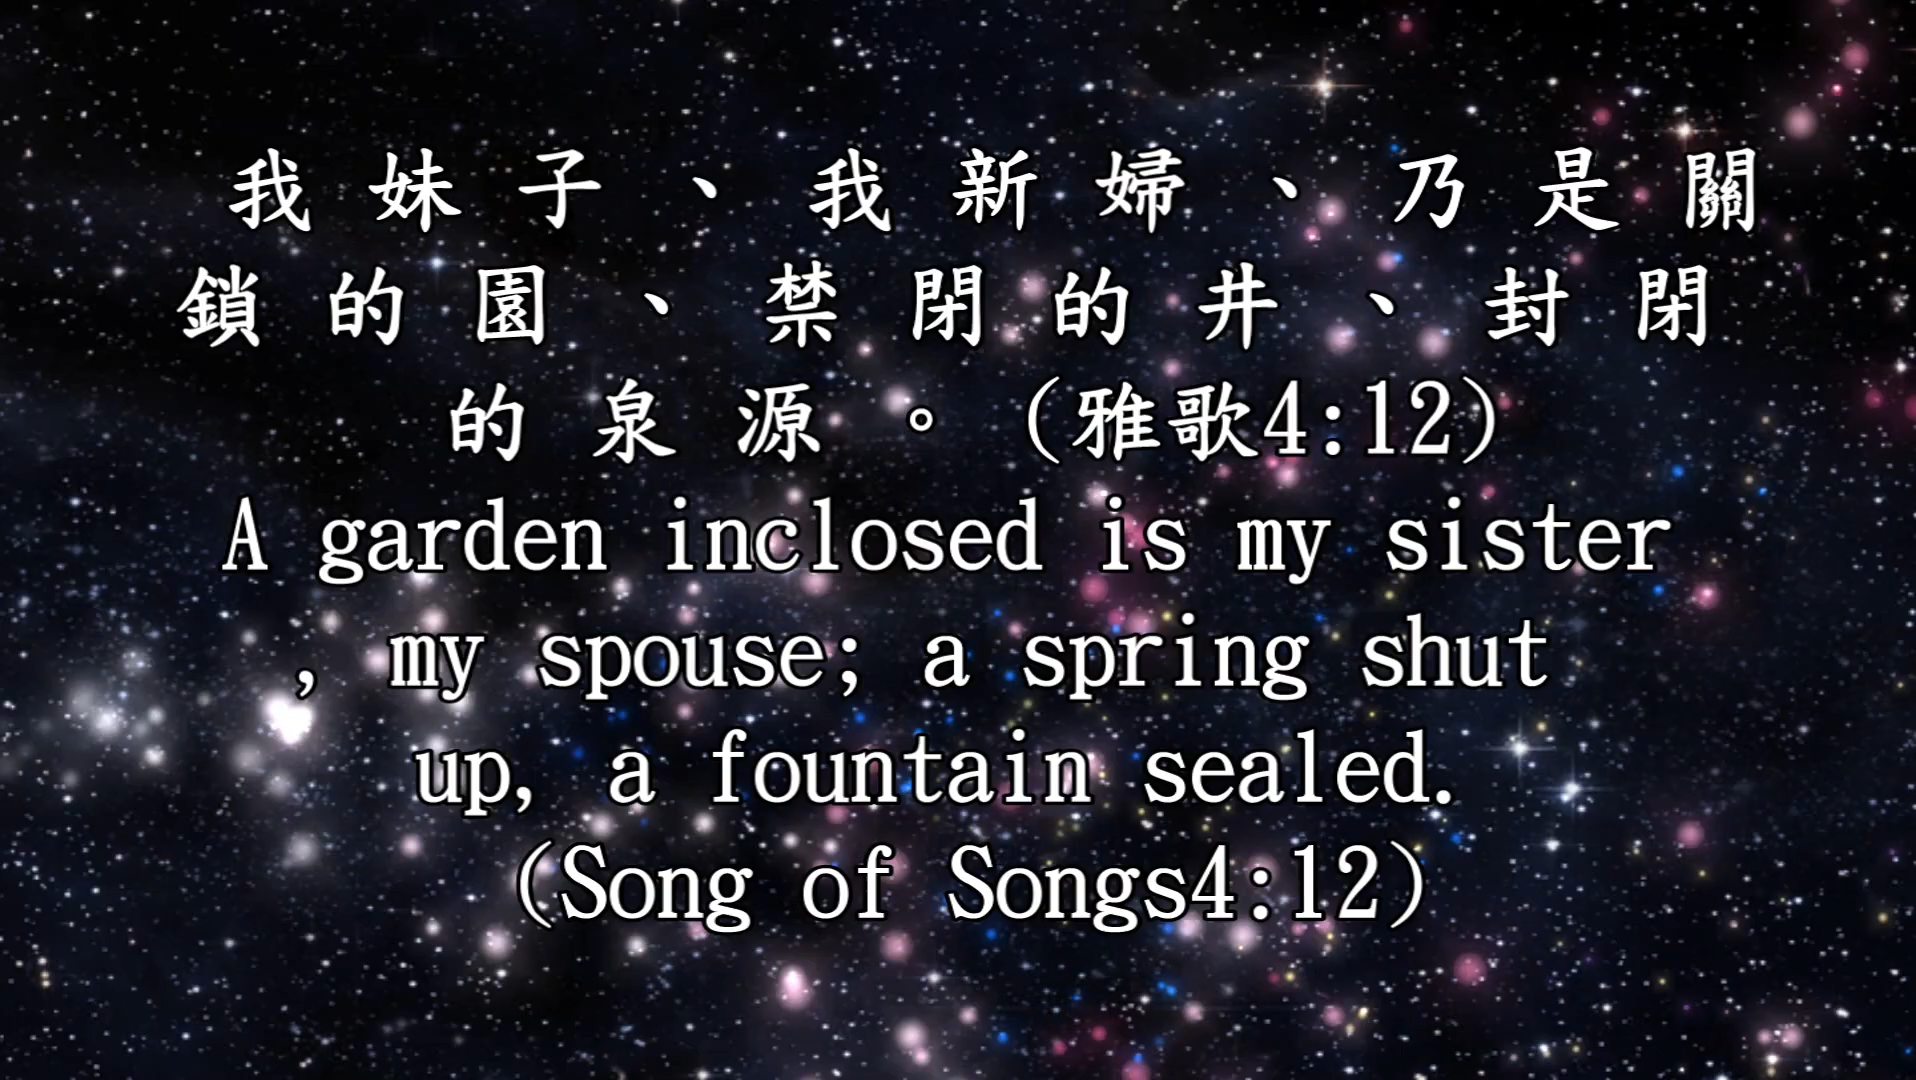 我 妹 子 、 我 新 婦 、 乃 是 關
鎖 的 園 、 禁 閉 的 井 、 封 閉
的 泉 源 。 (雅歌4:12)
A garden inclosed is my sister
, my spouse; a spring shut
up, a fountain sealed.
(Song of Songs4:12)